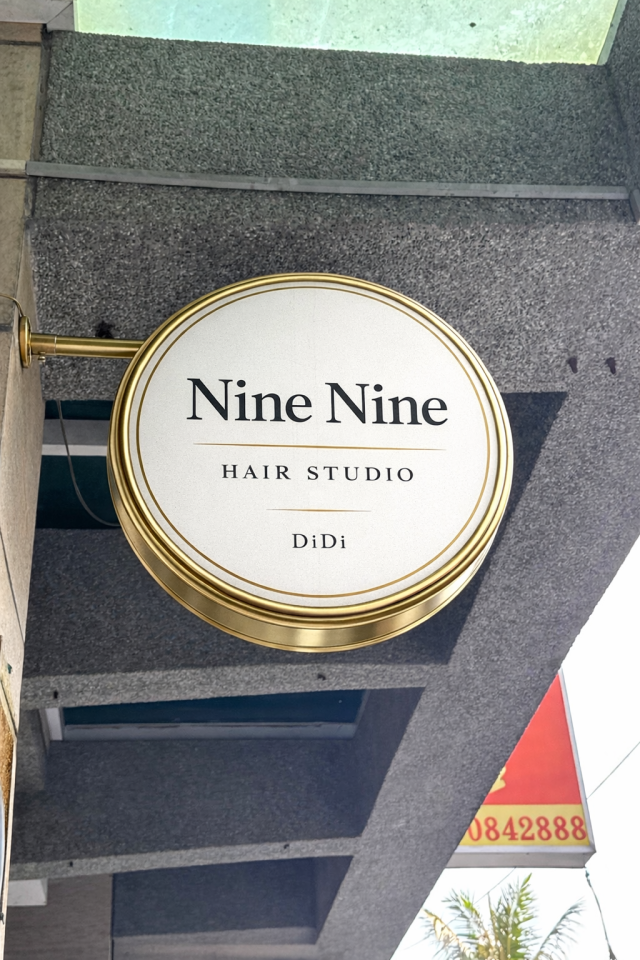 Nine Nine
HAIR STUDIO
DiDi
0842888